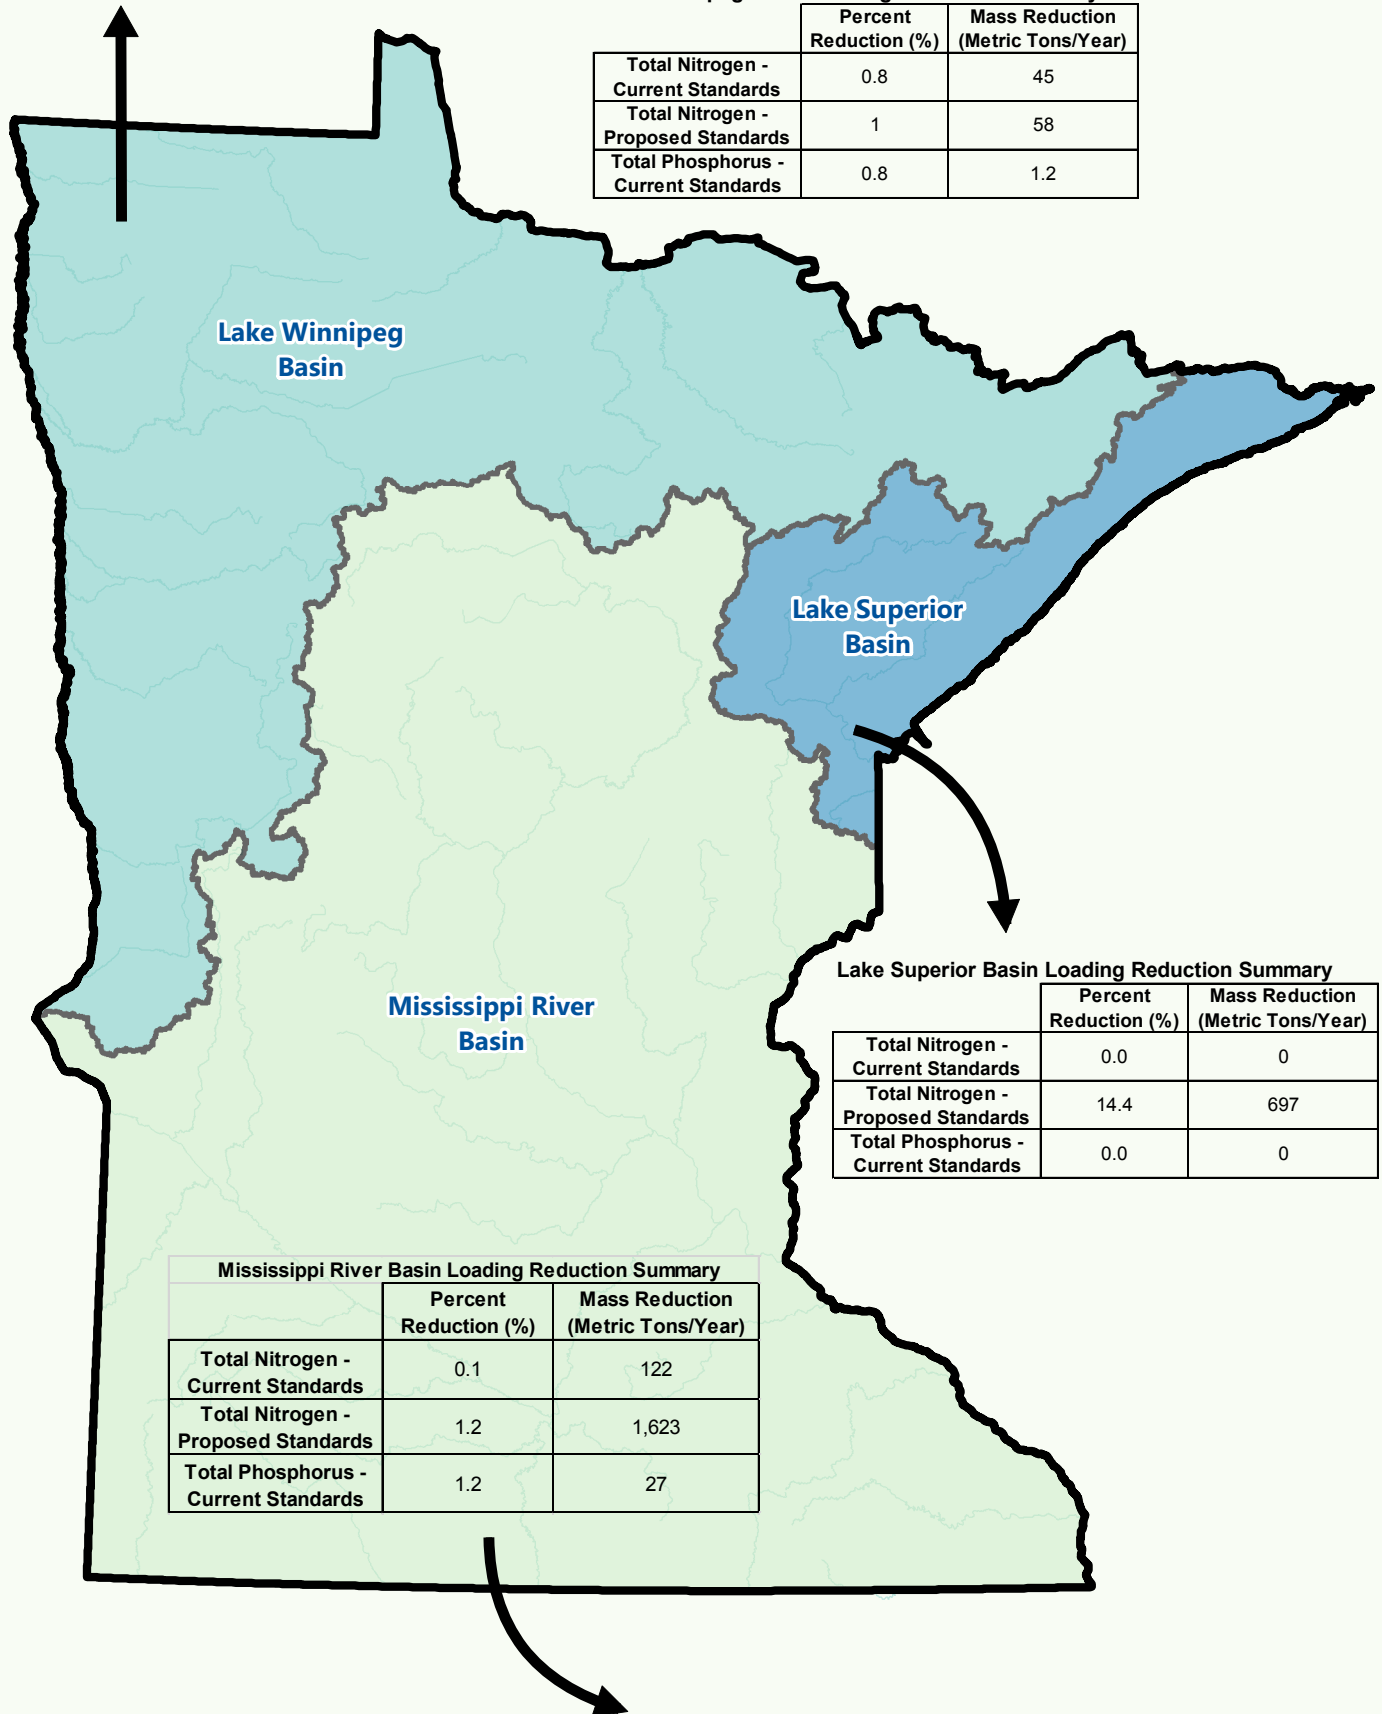 Percent Mass Reduction
Reduction (%) (Metric Tons/Year)
Total Nitrogen -
Current Standards 0.8 45
Total Nitrogen -
Proposed Standards 1 58
Total Phosphorus -
Current Standards 0.8 1.2
Lake Winnipeg
Basin
Lake Superior
Basin
Mississippi River
Basin
Lake Superior Basin Loading Reduction Summary
Percent Mass Reduction
Reduction (%) (Metric Tons/Year)
Total Nitrogen -
Current Standards 0.0 0
Total Nitrogen -
Proposed Standards 14.4 697
Total Phosphorus -
Current Standards 0.0 0
Mississippi River Basin Loading Reduction Summary
Percent Mass Reduction
Reduction (%) (Metric Tons/Year)
Total Nitrogen -
Current Standards 0.1 122
Total Nitrogen -
Proposed Standards 1.2 1,623
Total Phosphorus -
Current Standards 1.2 27